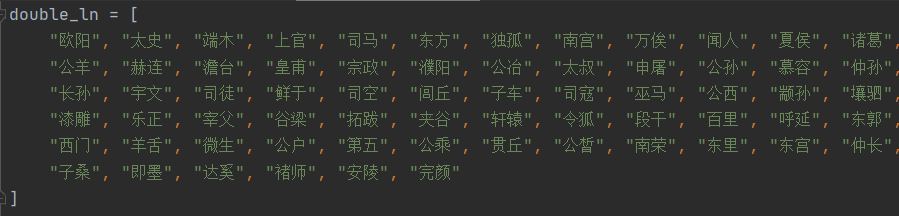 double_ln = [
"欧阳", "太史", "端木", "上官", "司马", "东方", "独孤", "南宫", "万俟", "闻人", "夏侯", "诸葛",
"公羊", "赫连", "澹台", "皇甫", "宗政", "濮阳", "公冶", "太叔", "申屠", "公孙", "慕容", "仲孙",
"长孙", "宇文", "司徒", "鲜于", "司空", "闾丘", "子车", "司寇", "巫马", "公西", "颛孙", "壤驷",
"漆雕", "乐正", "宰父", "谷梁", "拓跋", "夹谷", "轩辕", "令狐", "段干", "百里", "呼延", "东郭",
"西门", "羊舌", "微生", "公户", "第五", "公乘", "贯丘", "公皙", "南荣", "东里", "东宫", "仲长",
"子桑", "即墨", "达奚", "褚师", "安陵", "完颜"
]